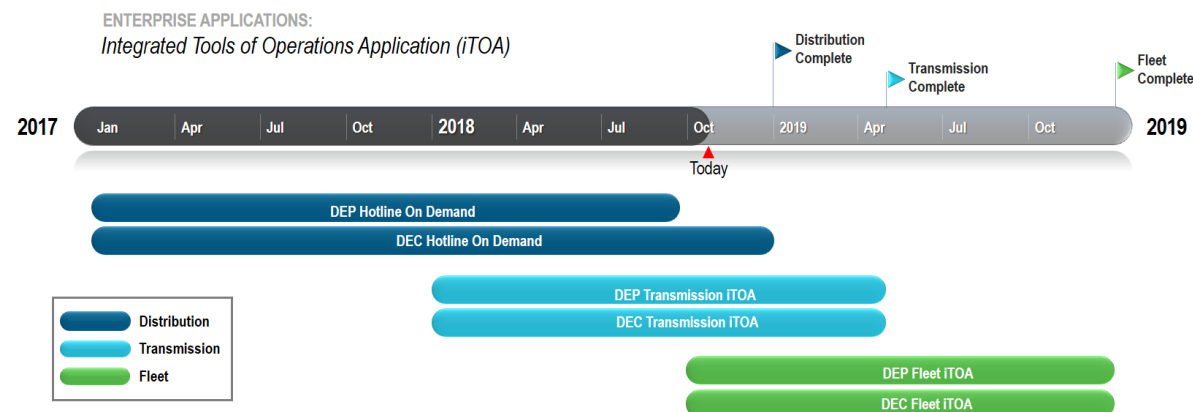 ENTERPRISE APPLICATIONS:
Integrated Tools of Operations Application (iTOA)
Distribution
Complete
Transmission
Complete
Fleet
Complete
2017 Jan Apr Jul Oct 2018 Apr Jul Oct 2019 Apr Jul Oct 2019
Today
DEP Hotline On Demand
DEC Hotline On Demand
DEP Transmission iTOA
DEC Transmission iTOA
DEP Fleet iTOA
DEC Fleet iTOA
Distribution
Transmission
Fleet